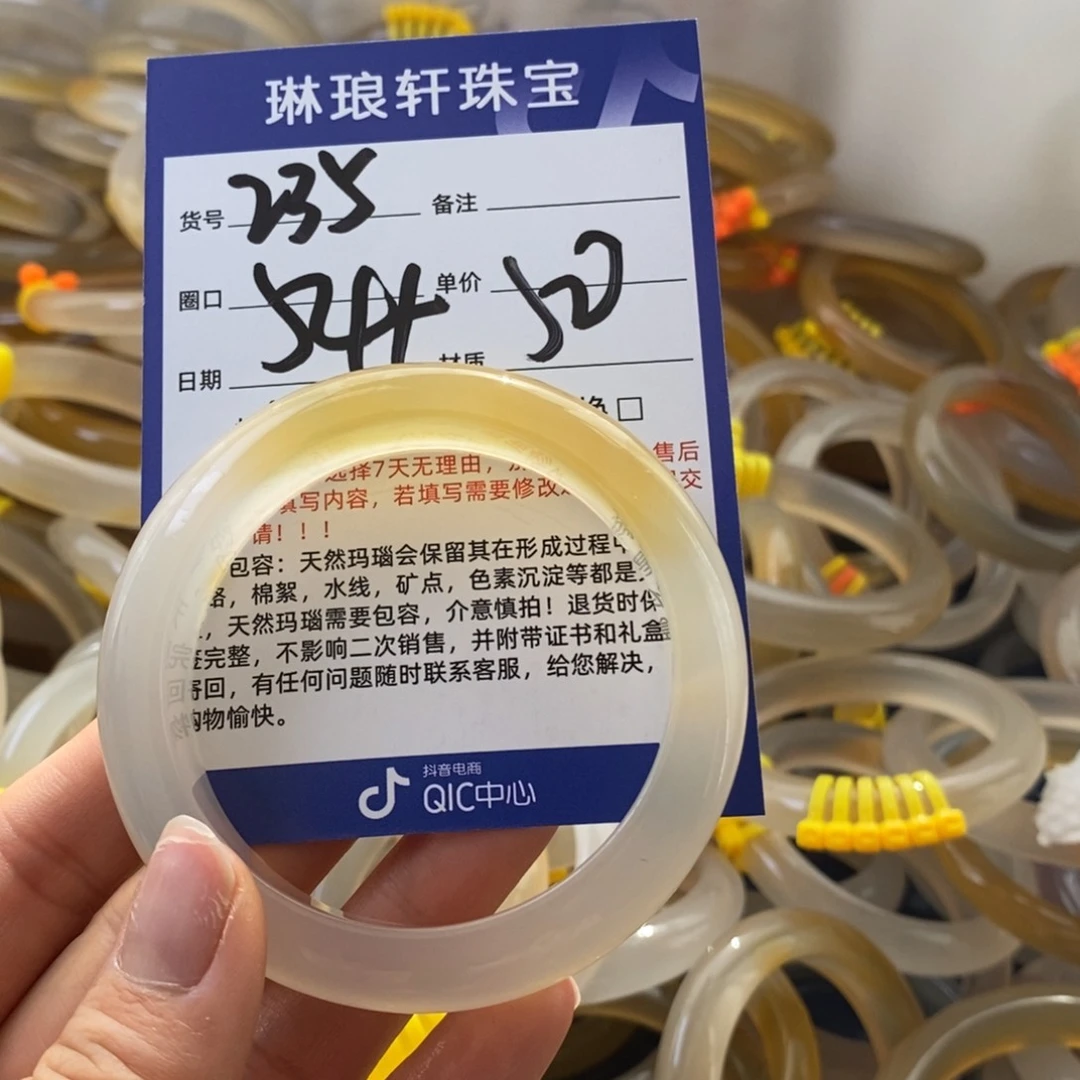 琳琅轩珠宝
货号 235 备注
圈口 544 单价 50
日期 材质
净 □
选择7天无理由， 售后
填写内容，若填写需要修改 交
请！！！
包容：天然玛瑙会保留其在形成过程中
，棉絮，水线，矿点，色素沉淀等都是
，天然玛瑙需要包容，介意慎拍！退货时保
完整，不影响二次销售，并附带证书和礼盒
寄回，有任何问题随时联系客服，给您解决，
购物愉快。
抖音电商
QIC中心